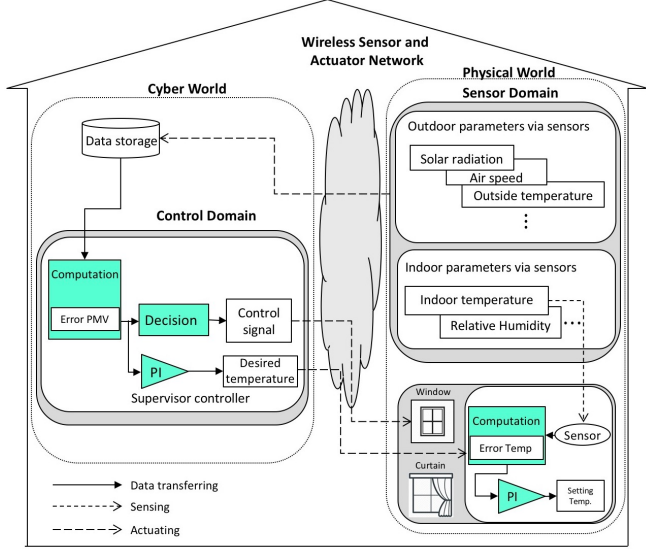 Wireless Sensor and
Actuator Network
Cyber World
Physical World
Sensor Domain
Data storage
Outdoor parameters via sensors
Solar radiation
Air speed
Outside temperature
Control Domain
Computation
Error PMV
Decision
Control
signal
PI
Desired
temperature
Supervisor controller
Indoor parameters via sensors
Indoor temperature
Relative Humidity
Window
Curtain
Computation
Error Temp
Sensor
PI
Setting
Temp.
Data transferring
Sensing
Actuating